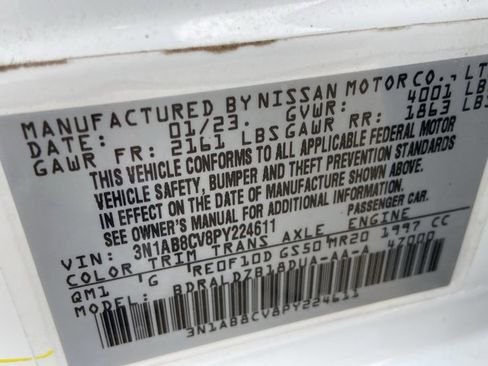 MANUFACTURED BY NISSAN MOTOR CO., LT
DATE: 01/23. GVWR: 4001 LB
GAWR FR: 2161 LBS GAWR RR: 1863 LBS
THIS VEHICLE CONFORMS TO ALL APPLICABLE FEDERAL MOTOR
VEHICLE SAFETY, BUMPER AND THEFT PREVENTION STANDARDS
IN EFFECT ON THE DATE OF MANUFACTURE SHOWN ABOVE.
SEE OWNER'S MANUAL FOR ADDITIONAL INFORMATION.
VIN: 3N1AB8CV8PY224611 PASSENGER CAR.
COLOR TRIM TRANS AXLE ENGINE
QM1 G RE0F10D GS50 MR20 1997 CC
MODEL: BDRALDZB18DUA-AA-A 47000
3N1AB8CV8PY224611